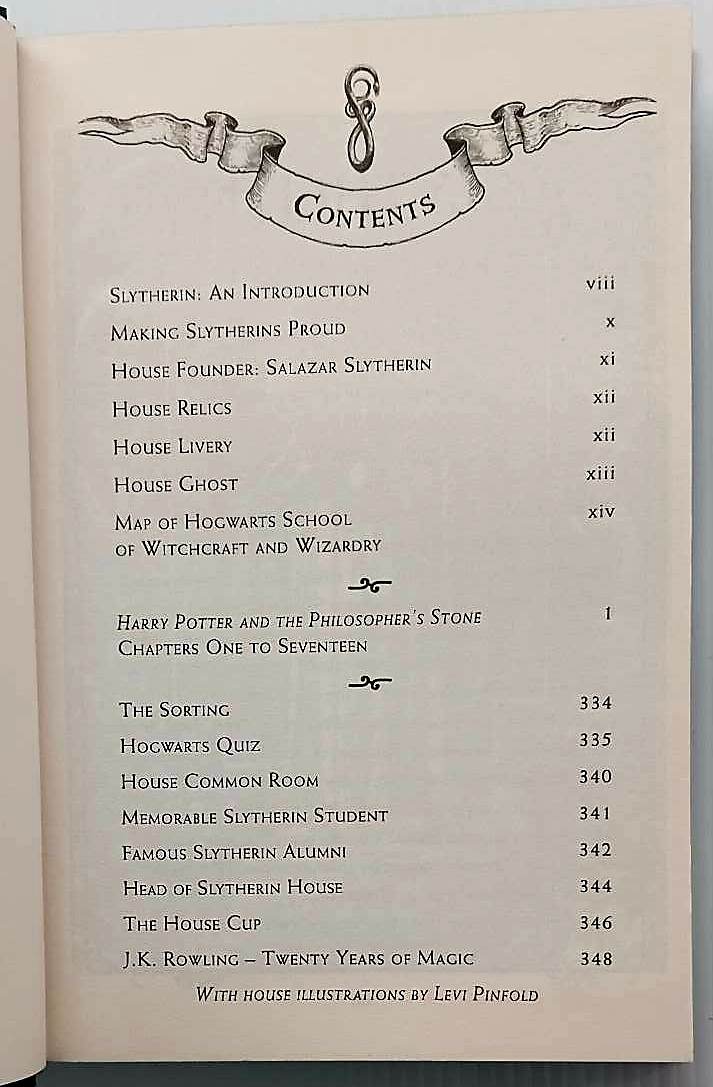 CONTENTS
SLYTHERIN: AN INTRODUCTION viii
MAKING SLYTHERINS PROUD x
HOUSE FOUNDER: SALAZAR SLYTHERIN xi
HOUSE RELICS xii
HOUSE LIVERY xii
HOUSE GHOST xiii
MAP OF HOGWARTS SCHOOL xiv
OF WITCHCRAFT AND WIZARDRY
HARRY POTTER AND THE PHILOSOPHER'S STONE 1
CHAPTERS ONE TO SEVENTEEN
THE SORTING 334
HOGWARTS QUIZ 335
HOUSE COMMON ROOM 340
MEMORABLE SLYTHERIN STUDENT 341
FAMOUS SLYTHERIN ALUMNI 342
HEAD OF SLYTHERIN HOUSE 344
THE HOUSE CUP 346
J.K. ROWLING – TWENTY YEARS OF MAGIC 348
WITH HOUSE ILLUSTRATIONS BY LEVI PINFOLD